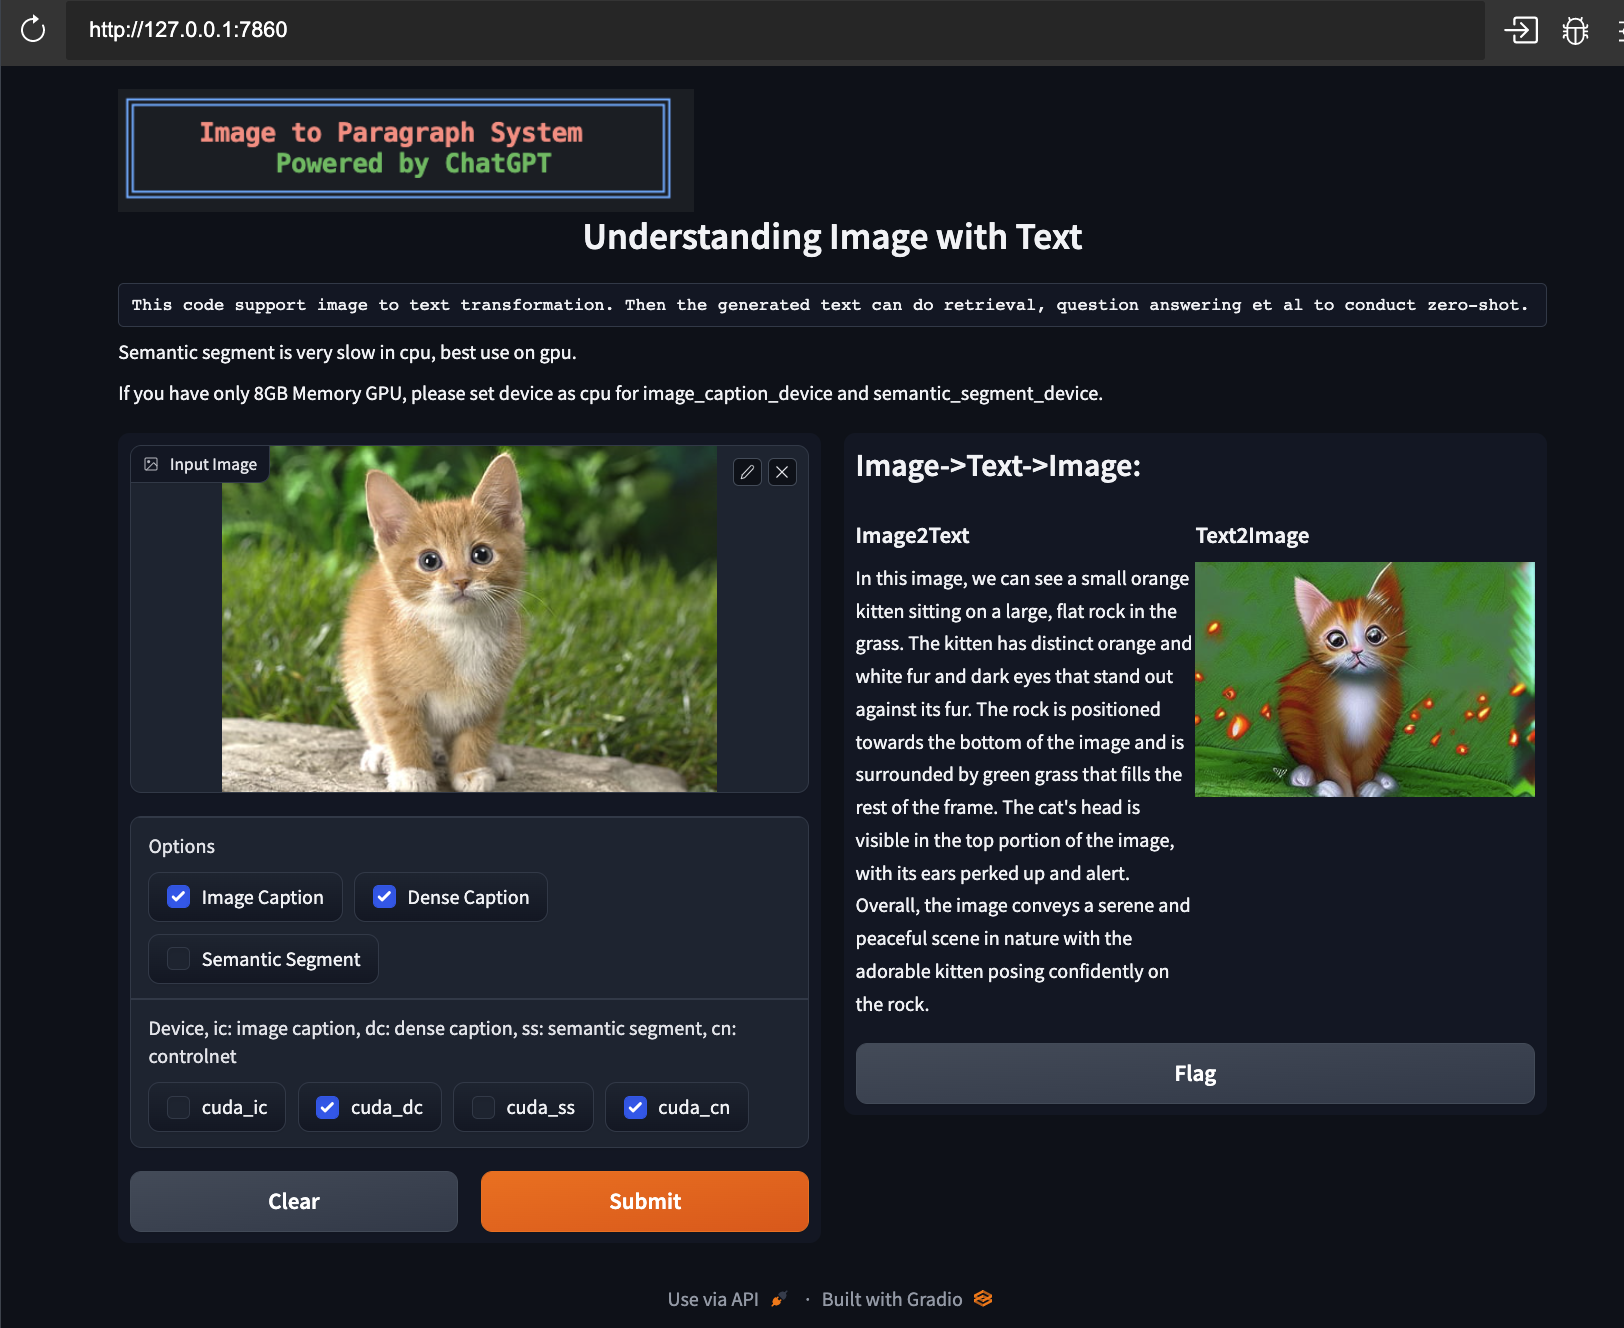 http://127.0.0.1:7860
Image to Paragraph System
Powered by ChatGPT
Understanding Image with Text
This code support image to text transformation. Then the generated text can do retrieval, question answering et al to conduct zero-shot.
Semantic segment is very slow in cpu, best use on gpu.
If you have only 8GB Memory GPU, please set device as cpu for image_caption_device and semantic_segment_device.
Input Image
Options
Image Caption
Dense Caption
Semantic Segment
Device, ic: image caption, dc: dense caption, ss: semantic segment, cn:
controlnet
cuda_ic
cuda_dc
cuda_ss
cuda_cn
Clear
Submit
Image->Text->Image:
Image2Text
In this image, we can see a small orange
kitten sitting on a large, flat rock in the
grass. The kitten has distinct orange and
white fur and dark eyes that stand out
against its fur. The rock is positioned
towards the bottom of the image and is
surrounded by green grass that fills the
rest of the frame. The cat's head is
visible in the top portion of the image,
with its ears perked up and alert.
Overall, the image conveys a serene and
peaceful scene in nature with the
adorable kitten posing confidently on
the rock.
Text2Image
Flag
Use via API
·
Built with Gradio